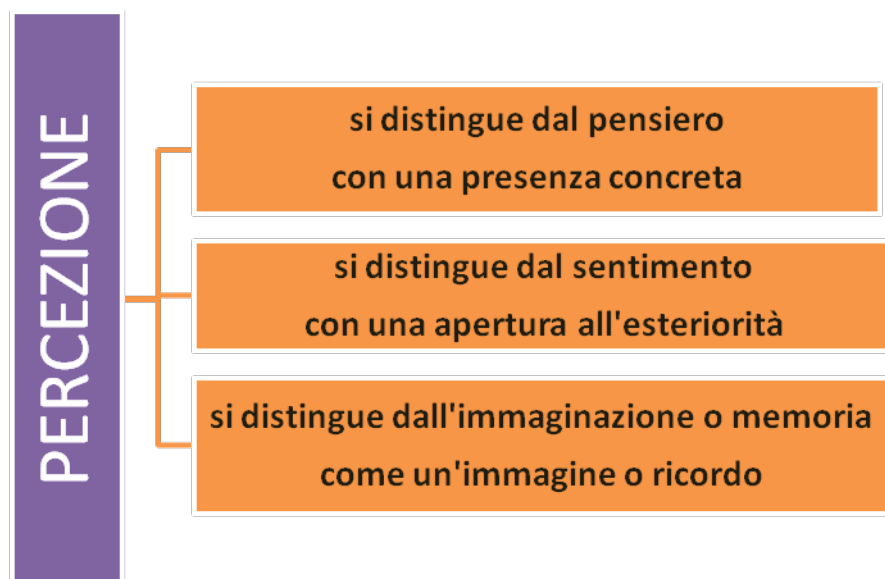 PERCEZIONE
si distingue dal pensiero
con una presenza concreta
si distingue dal sentimento
con una apertura all'esteriorità
si distingue dall'immaginazione o memoria
come un'immagine o ricordo